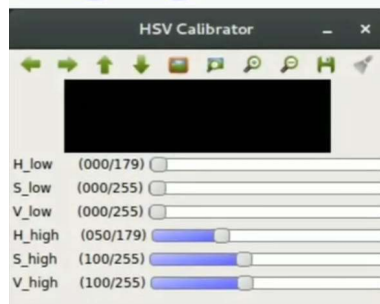 HSV Calibrator
H_low (000/179)
S_low (000/255)
V_low (000/255)
H_high (050/179)
S_high (100/255)
V_high (100/255)